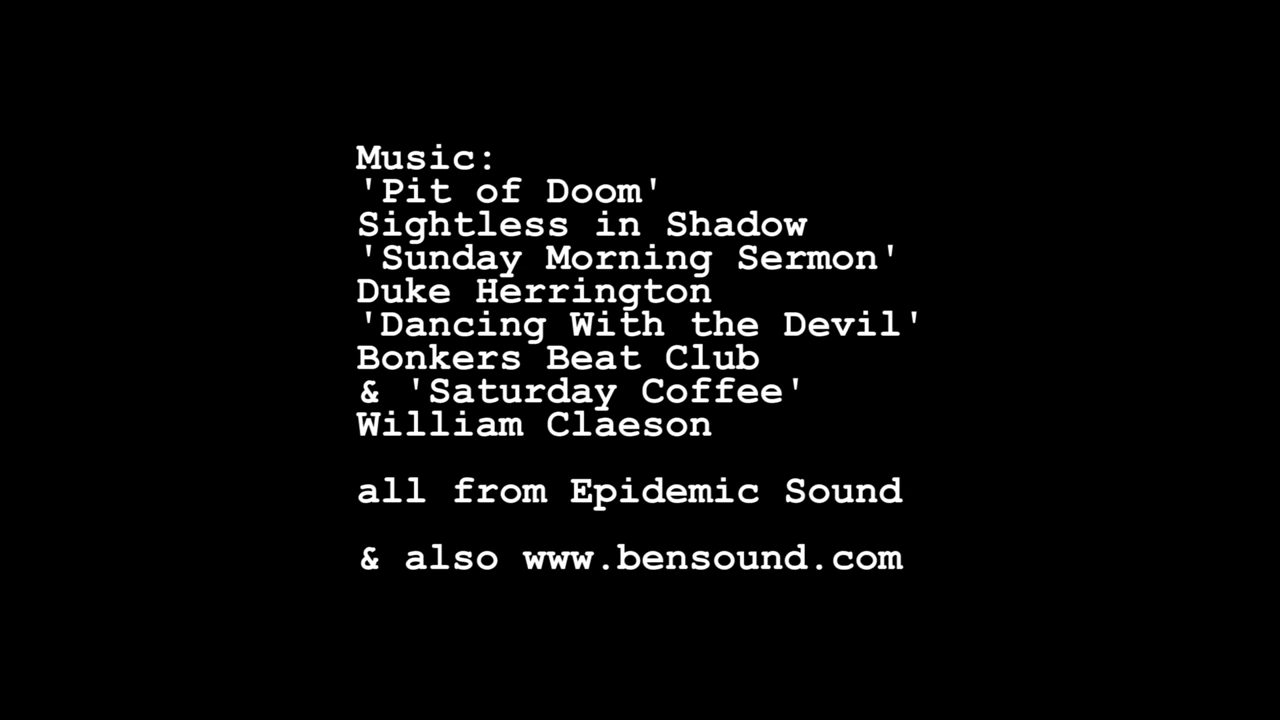 Music:
'Pit of Doom'
Sightless in Shadow
'Sunday Morning Sermon'
Duke Herrington
'Dancing With the Devil'
Bonkers Beat Club
& 'Saturday Coffee'
William Claeson
all from Epidemic Sound
& also www.bensound.com